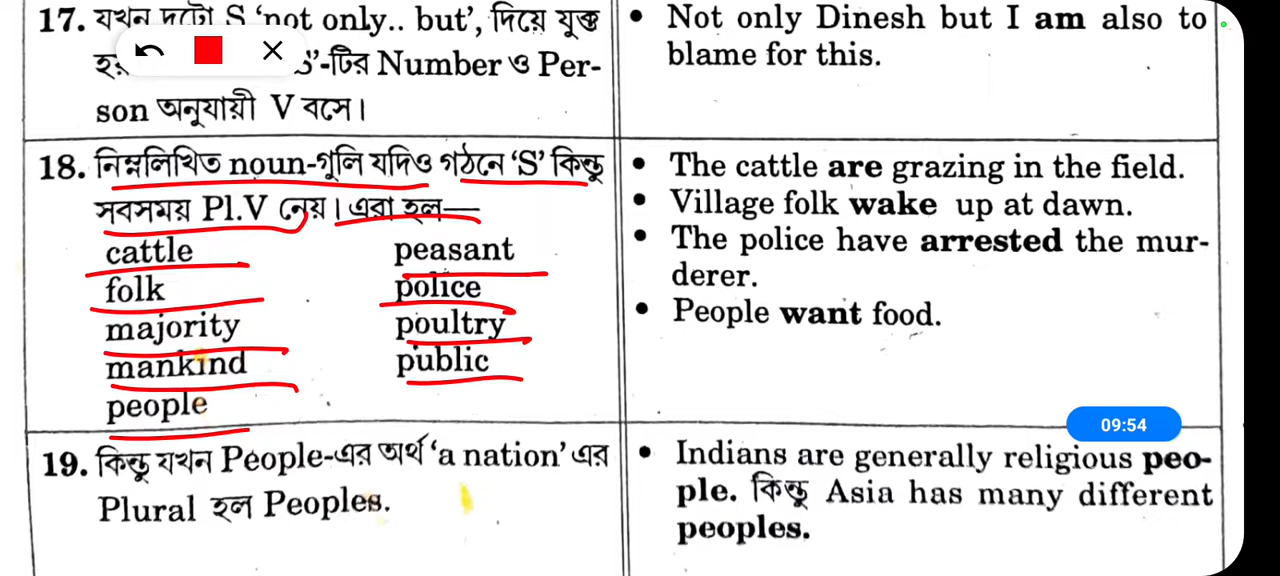 17. যখন দুটো S ‘not only.. but’, দিয়ে যুক্ত
’-টির Number ও Per-
son অনুযায়ী V বসে।
• Not only Dinesh but I am also to
blame for this.
18. নিম্নলিখিত noun-গুলি যদিও গঠনে ‘S’ কিন্তু
সবসময় Pl.V নেয়। এরা হল—
cattle peasant
folk police
majority poultry
mankind public
people
• The cattle are grazing in the field.
• Village folk wake up at dawn.
• The police have arrested the mur-
derer.
• People want food.
09:54
19. কিন্তু যখন People-এর অর্থ ‘a nation’ এর
Plural হল Peoples.
• Indians are generally religious peo-
ple. কিন্তু Asia has many different
peoples.